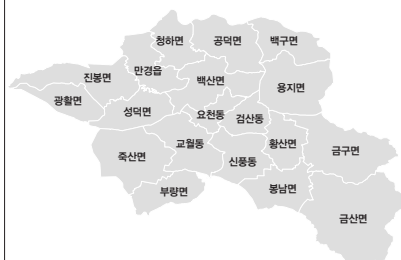 청하면 공덕면 백구면
진봉면 만경읍 백산면 용지면
광활면 성덕면 요천동 검산동
죽산면 교월동 신풍동 황산면 금구면
부량면 봉남면
금산면